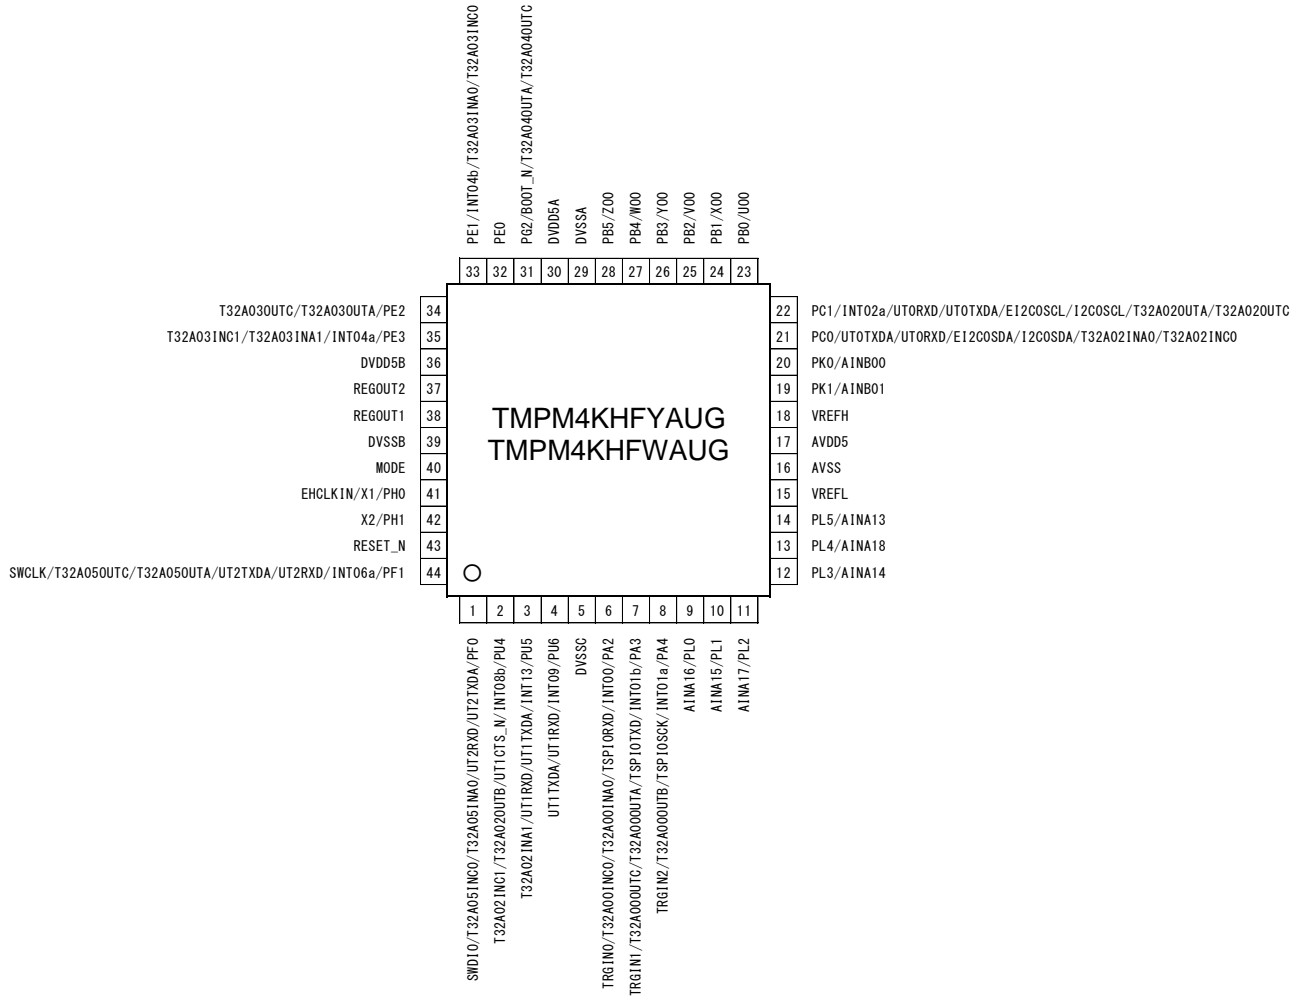 PE1/INT04b/T32A03INA0/T32A03INC0
PE0
PG2/BOOT_N/T32A04OUTA/T32A04OUTC
DVDD5A
DVSSA
PB5/ZO0
PB4/WO0
PB3/YO0
PB2/VO0
PB1/XO0
PB0/UO0
33 32 31 30 29 28 27 26 25 24 23
T32A03OUTC/T32A03OUTA/PE2 34
T32A03INC1/T32A03INA1/INT04a/PE3 35
DVDD5B 36
REGOUT2 37
REGOUT1 38
DVSSB 39
MODE 40
EHCLKIN/X1/PH0 41
X2/PH1 42
RESET_N 43
SWCLK/T32A05OUTC/T32A05OUTA/UT2TXDA/UT2RXD/INT06a/PF1 44
TMPM4KHFYAUG
TMPM4KHFWAUG
22 PC1/INT02a/UT0RXD/UT0TXDA/EI2C0SCL/I2C0SCL/T32A02OUTA/T32A02OUTC
21 PC0/UT0TXDA/UT0RXD/EI2C0SDA/I2C0SDA/T32A02INA0/T32A02INC0
20 PK0/AINB00
19 PK1/AINB01
18 VREFH
17 AVDD5
16 AVSS
15 VREFL
14 PL5/AINA13
13 PL4/AINA18
12 PL3/AINA14
1 2 3 4 5 6 7 8 9 10 11
SWDIO/T32A05INC0/T32A05INA0/UT2RXD/UT2TXDA/PF0
T32A02INC1/T32A02OUTB/UT1CTS_N/INT08b/PU4
T32A02INA1/UT1RXD/UT1TXDA/INT13/PU5
UT1TXDA/UT1RXD/INT09/PU6
DVSSC
TRGIN0/T32A00INC0/T32A00INA0/TSPI0RXD/INT00/PA2
TRGIN1/T32A00OUTC/T32A00OUTA/TSPI0TXD/INT01b/PA3
TRGIN2/T32A00OUTB/TSPI0SCK/INT01a/PA4
AINA16/PL0
AINA15/PL1
AINA17/PL2